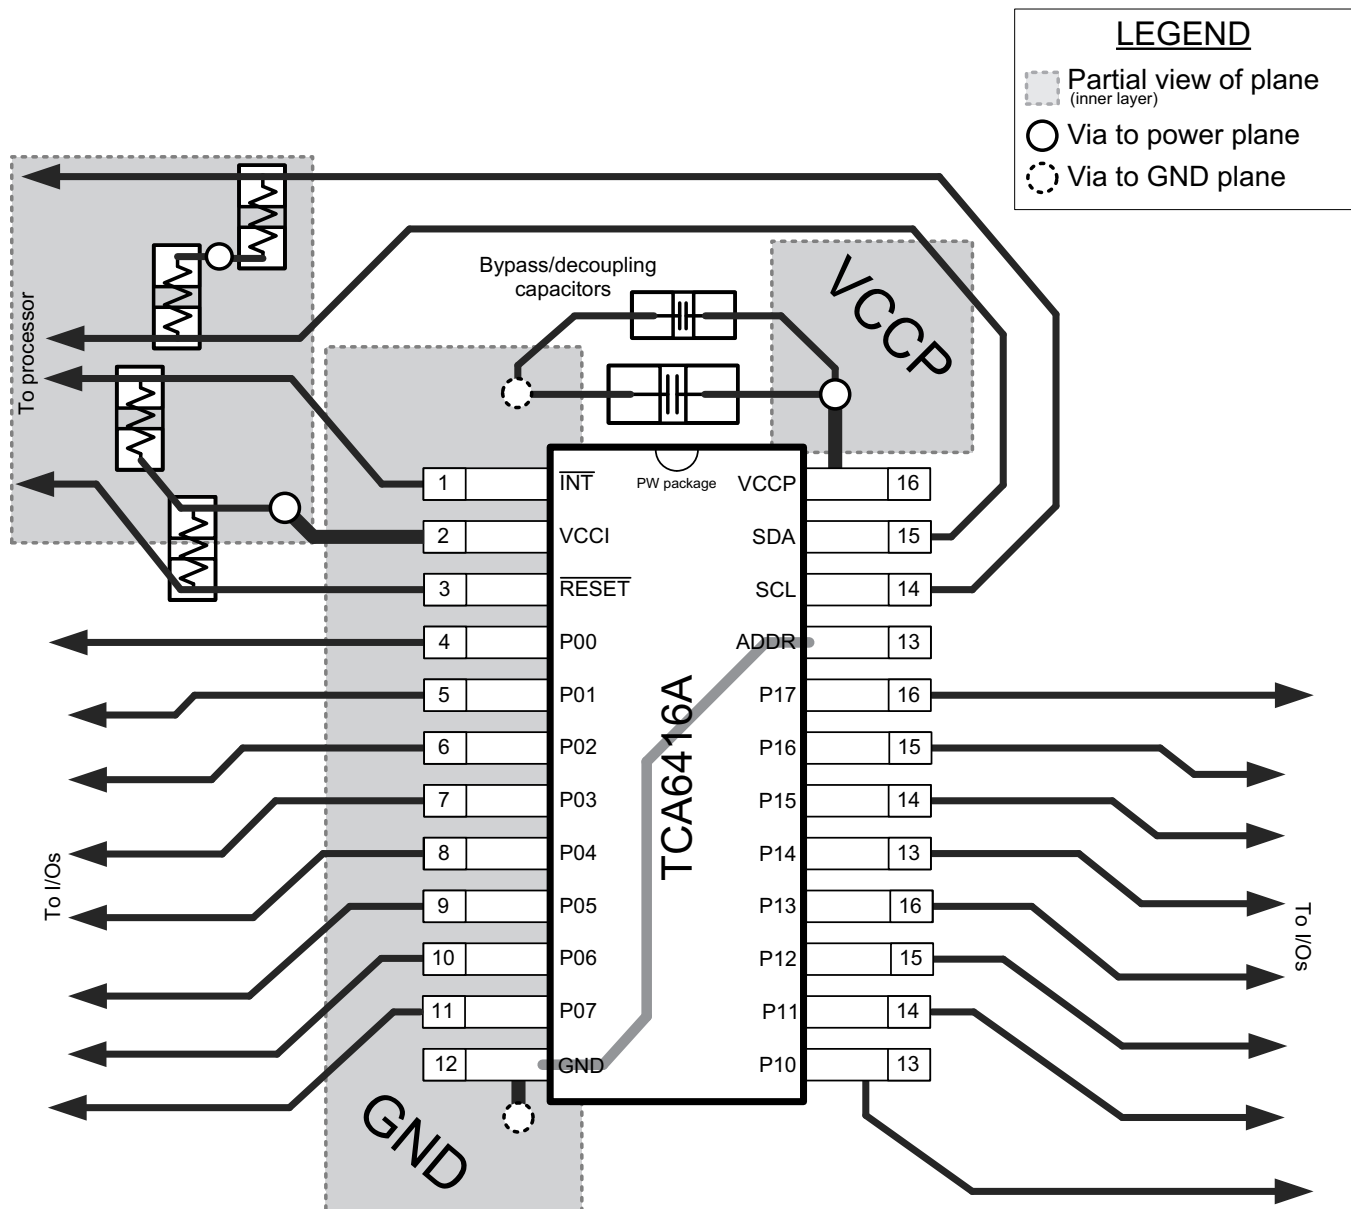 LEGEND
Partial view of plane
(inner layer)
Via to power plane
Via to GND plane
To processor
Bypass/decoupling
capacitors
VCCP
1 INT PW package VCCP 16
2 VCCI SDA 15
3 RESET SCL 14
4 P00 ADDR 13
5 P01 P17 16
6 P02 P16 15
7 P03 P15 14
8 P04 P14 13
9 P05 P13 16
10 P06 P12 15
11 P07 P11 14
12 GND P10 13
TCA6416A
To I/Os
To I/Os
GND